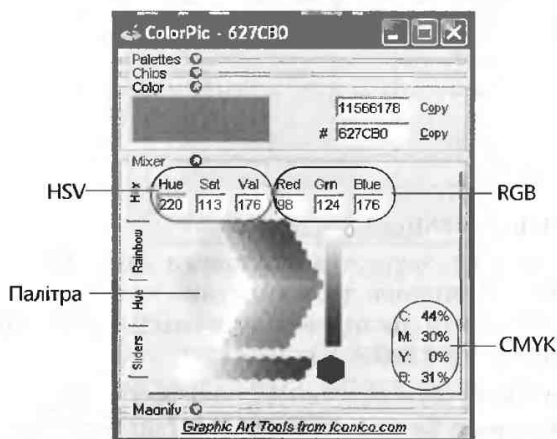 ColorPic - 627CB0
Palettes
Chips
Color
11566178 Copy
# 627CB0 Copy
Mixer
Hue Sat Val Red Grn Blue
220 113 176 98 124 176
HSV
RGB
Hex
Rainbow
Hue
Sliders
Палітра
0
C: 44%
M: 30%
Y: 0%
B: 31%
CMYK
Magnify
Graphic Art Tools from Iconico.com